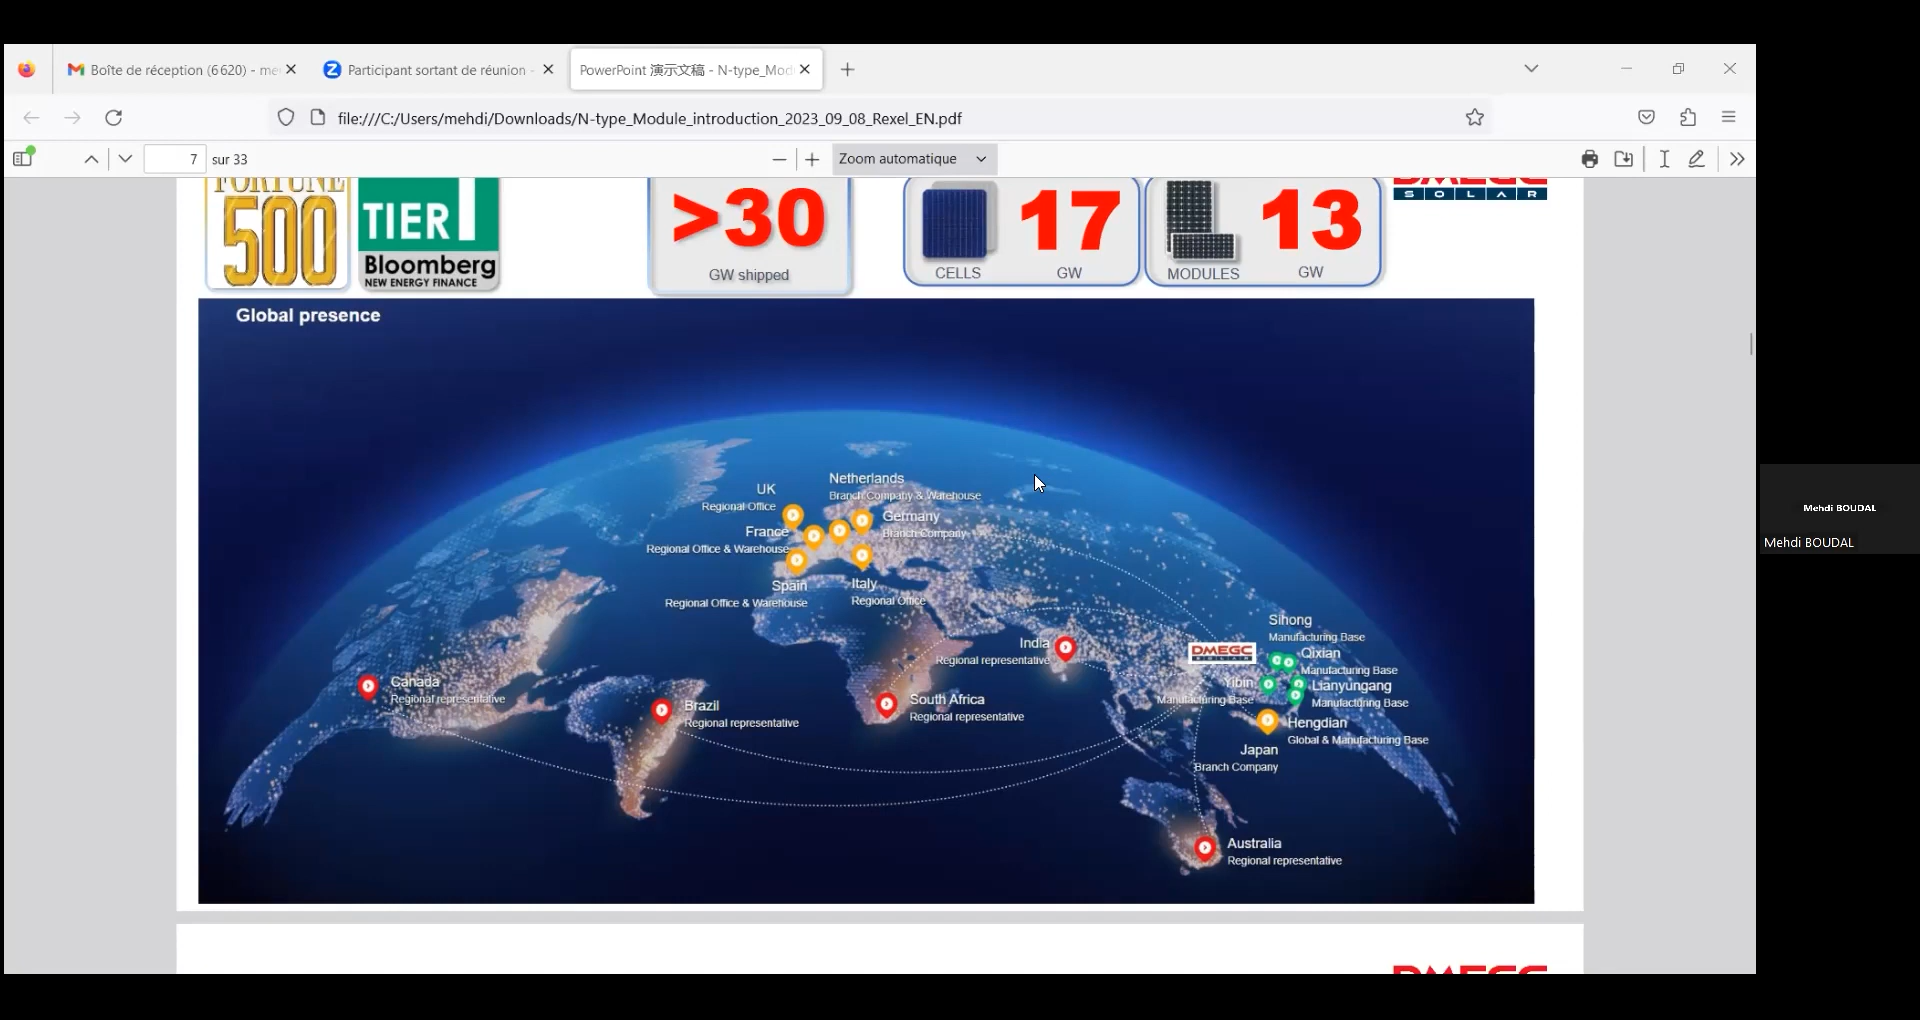 Boîte de réception (6 620) - me
Participant sortant de réunion -
PowerPoint 演示文稿 - N-type_Mod
file:///C:/Users/mehdi/Downloads/N-type_Module_introduction_2023_09_08_Rexel_EN.pdf
7 sur 33
Zoom automatique
FORTUNE
500
TIER 1
Bloomberg
NEW ENERGY FINANCE
>30
GW shipped
17
CELLS GW
13
MODULES GW
DMEGC
SOLAR
Global presence
UK
Regional Office
Netherlands
Branch Company & Warehouse
France
Regional Office & Warehouse
Germany
Branch Company
Spain
Regional Office & Warehouse
Italy
Regional Office
India
Regional representative
DMEGC
Sihong
Manufacturing Base
Qixian
Manufacturing Base
Yibin
Manufacturing Base
Lianyungang
Manufacturing Base
Hengdian
Global & Manufacturing Base
Japan
Branch Company
Canada
Regional representative
Brazil
Regional representative
South Africa
Regional representative
Australia
Regional representative
DMEGC
Mehdi BOUDAL
Mehdi BOUDAL